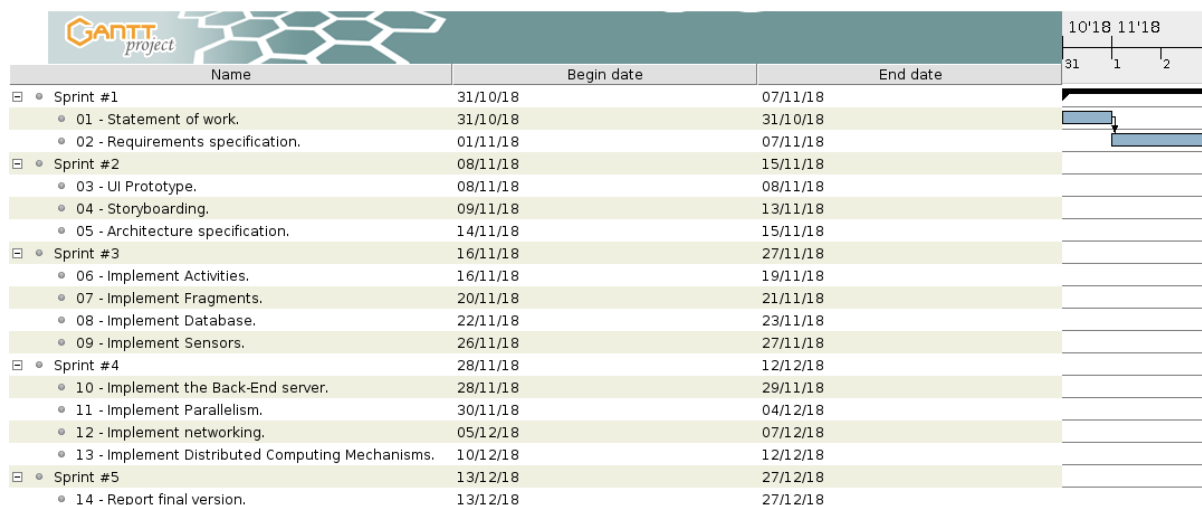 GANTT
project
10'18 11'18
31 1 2
Name Begin date End date
Sprint #1 31/10/18 07/11/18
01 - Statement of work. 31/10/18 31/10/18
02 - Requirements specification. 01/11/18 07/11/18
Sprint #2 08/11/18 15/11/18
03 - UI Prototype. 08/11/18 08/11/18
04 - Storyboarding. 09/11/18 13/11/18
05 - Architecture specification. 14/11/18 15/11/18
Sprint #3 16/11/18 27/11/18
06 - Implement Activities. 16/11/18 19/11/18
07 - Implement Fragments. 20/11/18 21/11/18
08 - Implement Database. 22/11/18 23/11/18
09 - Implement Sensors. 26/11/18 27/11/18
Sprint #4 28/11/18 12/12/18
10 - Implement the Back-End server. 28/11/18 29/11/18
11 - Implement Parallelism. 30/11/18 04/12/18
12 - Implement networking. 05/12/18 07/12/18
13 - Implement Distributed Computing Mechanisms. 10/12/18 12/12/18
Sprint #5 13/12/18 27/12/18
14 - Report final version. 13/12/18 27/12/18